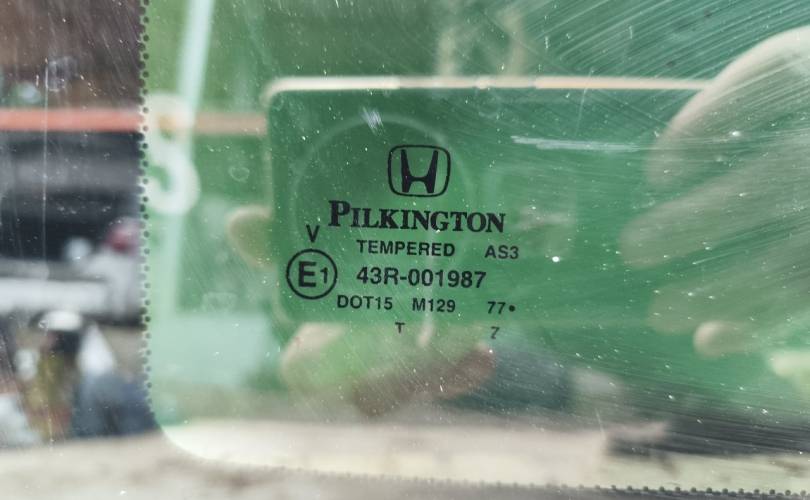 PILKINGTON
V
TEMPERED AS3
E1 43R-001987
DOT15 M129 77•
T 7